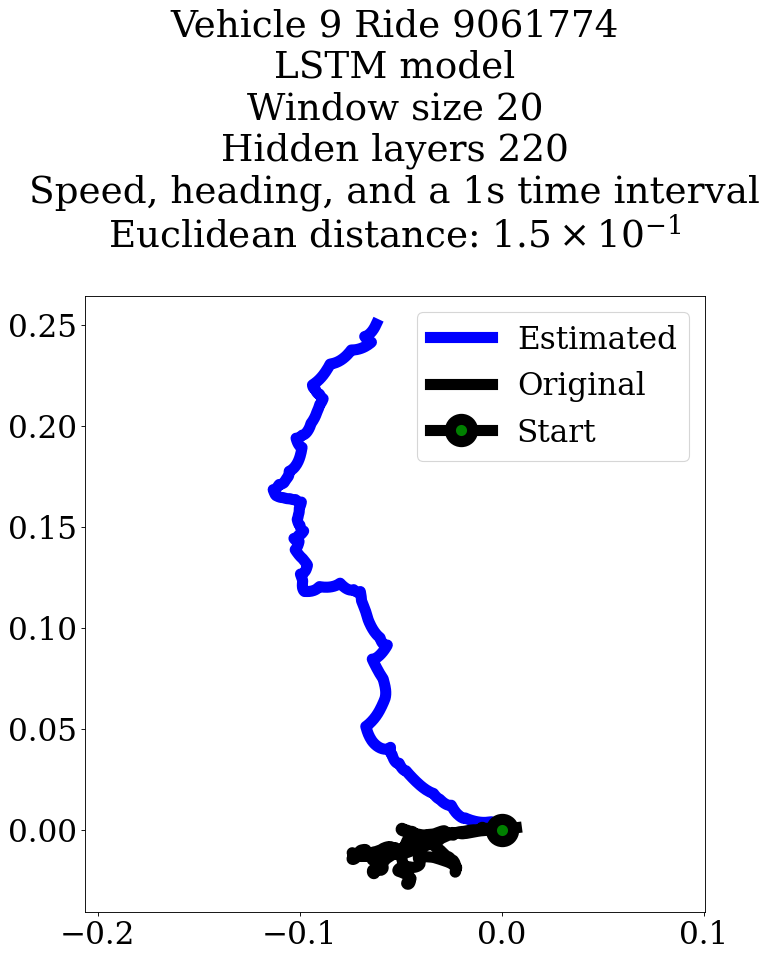 Vehicle 9 Ride 9061774
LSTM model
Window size 20
Hidden layers 220
Speed, heading, and a 1s time interval
Euclidean distance: 1.5 × 10⁻¹
Estimated
Original
Start
0.25
0.20
0.15
0.10
0.05
0.00
−0.2
−0.1
0.0
0.1